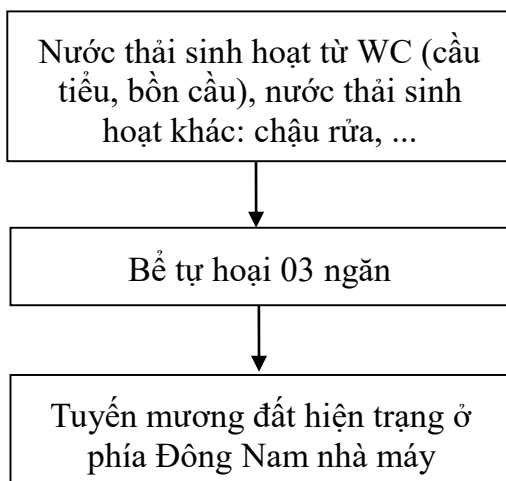 Nước thải sinh hoạt từ WC (cầu
tiểu, bồn cầu), nước thải sinh
hoạt khác: chậu rửa, ...
Bể tự hoại 03 ngăn
Tuyến mương đất hiện trạng ở
phía Đông Nam nhà máy